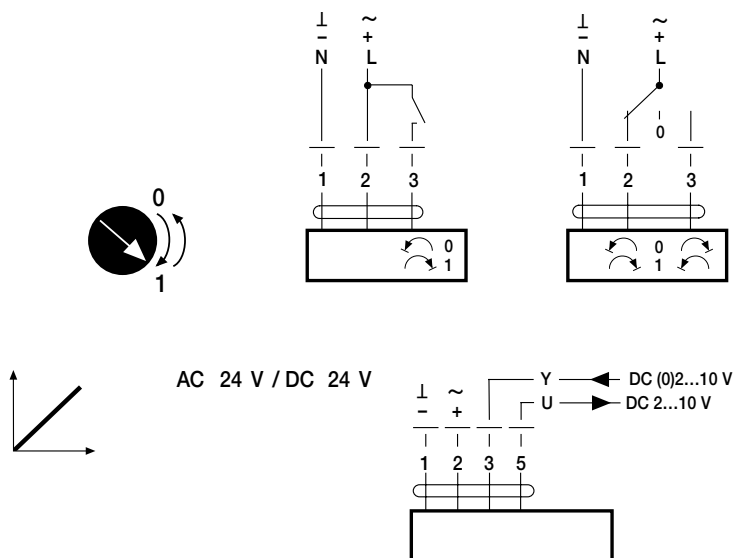 ⊥ ~ ⊥ ~
− + − +
N L N L
0
1 2 3 1 2 3
0
0 0
1 1
1
AC 24 V / DC 24 V
Y DC (0)2...10 V
U DC 2...10 V
⊥ ~
− +
1 2 3 5